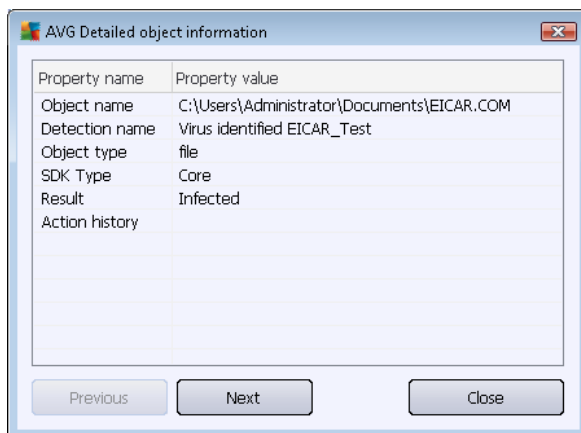 AVG Detailed object information
Property name Property value
Object name C:\Users\Administrator\Documents\EICAR.COM
Detection name Virus identified EICAR_Test
Object type file
SDK Type Core
Result Infected
Action history
Previous Next Close